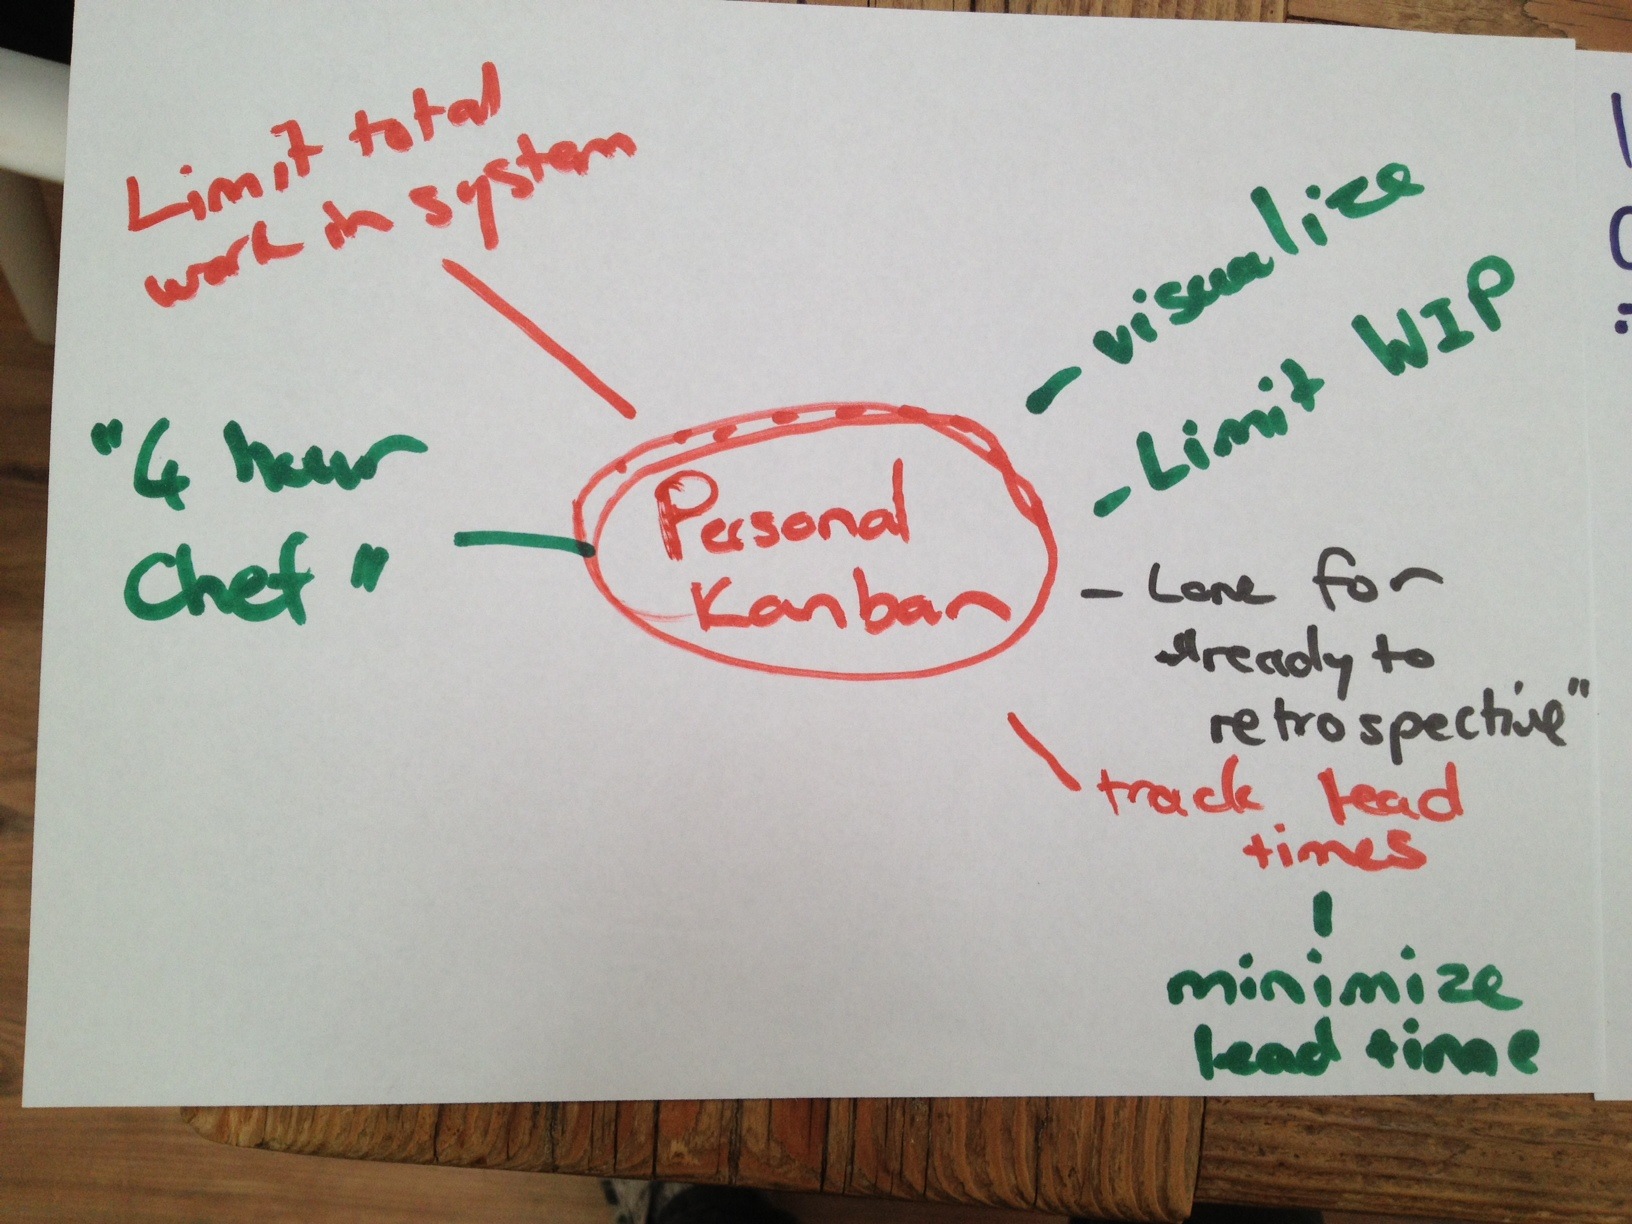 Limit total
work in system
"4 hour
Chef"
Personal
Kanban
- visualize
- Limit WIP
- Lane for
"ready to
retrospective"
track lead
times
minimize
lead time